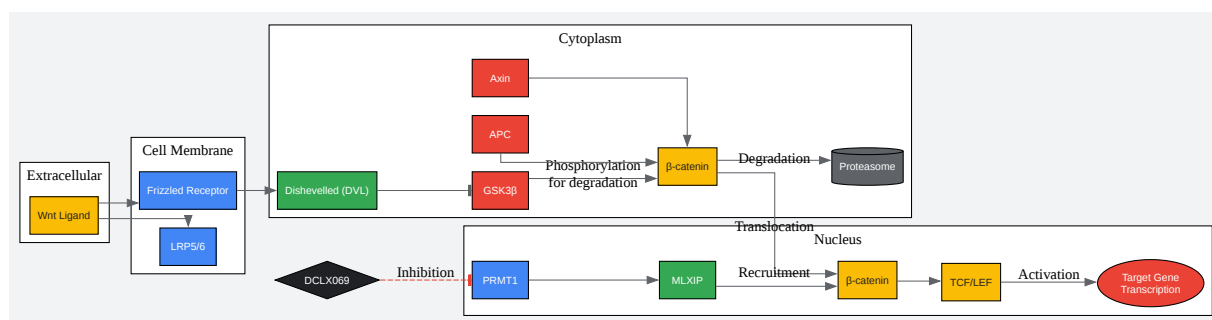 Cytoplasm
Axin
APC
Cell Membrane
Phosphorylation
for degradation
β-catenin
Degradation
Proteasome
Extracellular
Frizzled Receptor
Dishevelled (DVL)
GSK3β
Wnt Ligand
LRP5/6
Translocation
Nucleus
DCLX069
Inhibition
PRMT1
MLXIP
Recruitment
β-catenin
TCF/LEF
Activation
Target Gene
Transcription